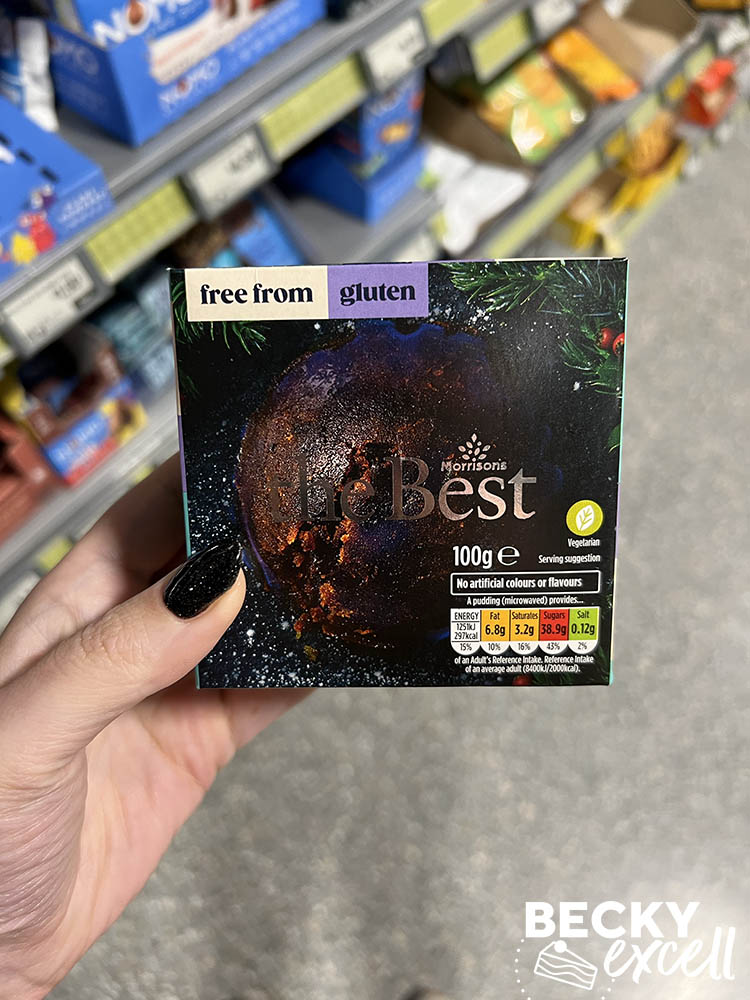 NOMO
NOMO
free from gluten
Morrisons
the Best
100g e
Serving suggestion
Vegetarian
No artificial colours or flavours
A pudding (microwaved) provides...
ENERGY Fat Saturates Sugars Salt
1251kJ
297kcal 6.8g 3.2g 38.9g 0.12g
15% 10% 16% 43% 2%
of an Adult's Reference Intake. Reference Intake
of an average adult (8400kJ/2000kcal).
BECKY
excell